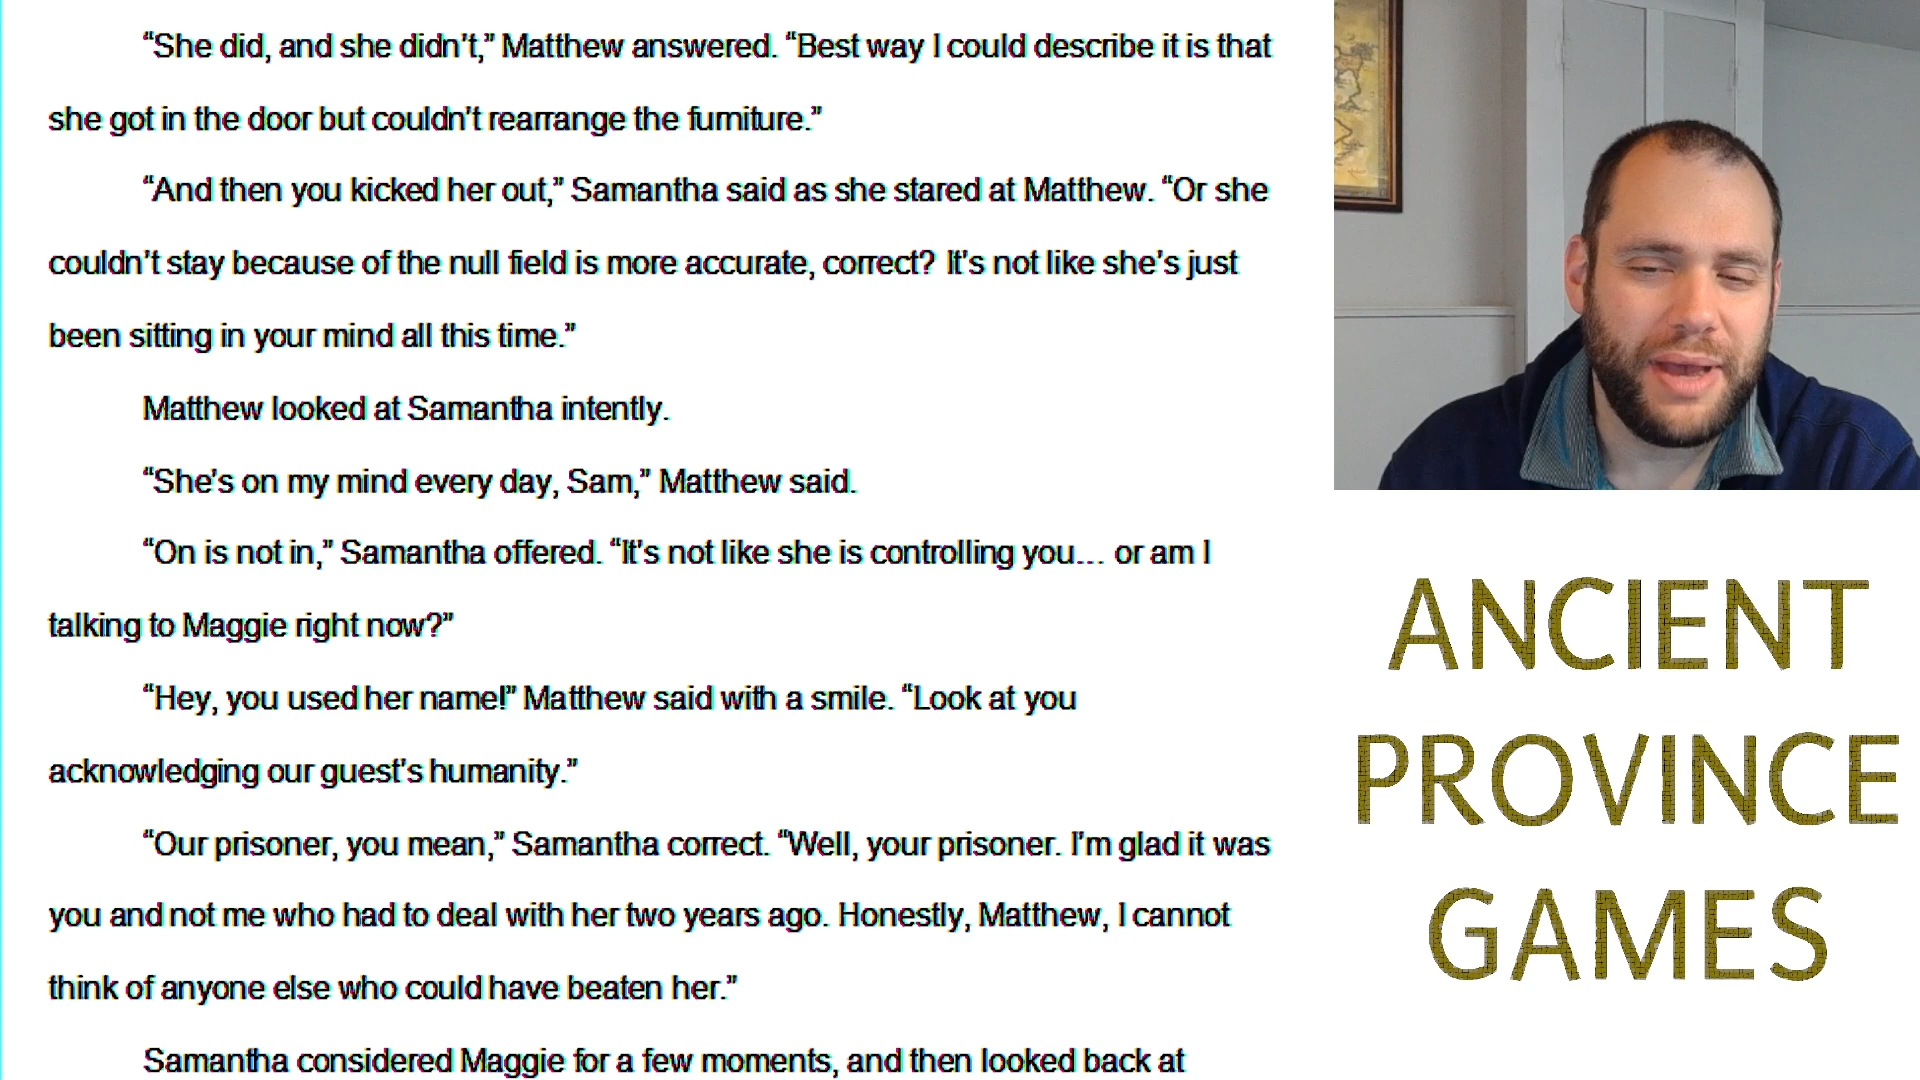 “She did, and she didn’t,” Matthew answered. “Best way I could describe it is that
she got in the door but couldn’t rearrange the furniture.”
“And then you kicked her out,” Samantha said as she stared at Matthew. “Or she
couldn’t stay because of the null field is more accurate, correct? It’s not like she’s just
been sitting in your mind all this time.”
Matthew looked at Samantha intently.
“She’s on my mind every day, Sam,” Matthew said.
“On is not in,” Samantha offered. “It’s not like she is controlling you… or am I
talking to Maggie right now?”
“Hey, you used her name!” Matthew said with a smile. “Look at you
acknowledging our guest’s humanity.”
“Our prisoner, you mean,” Samantha correct. “Well, your prisoner. I’m glad it was
you and not me who had to deal with her two years ago. Honestly, Matthew, I cannot
think of anyone else who could have beaten her.”
Samantha considered Maggie for a few moments, and then looked back at
ANCIENT
PROVINCE
GAMES